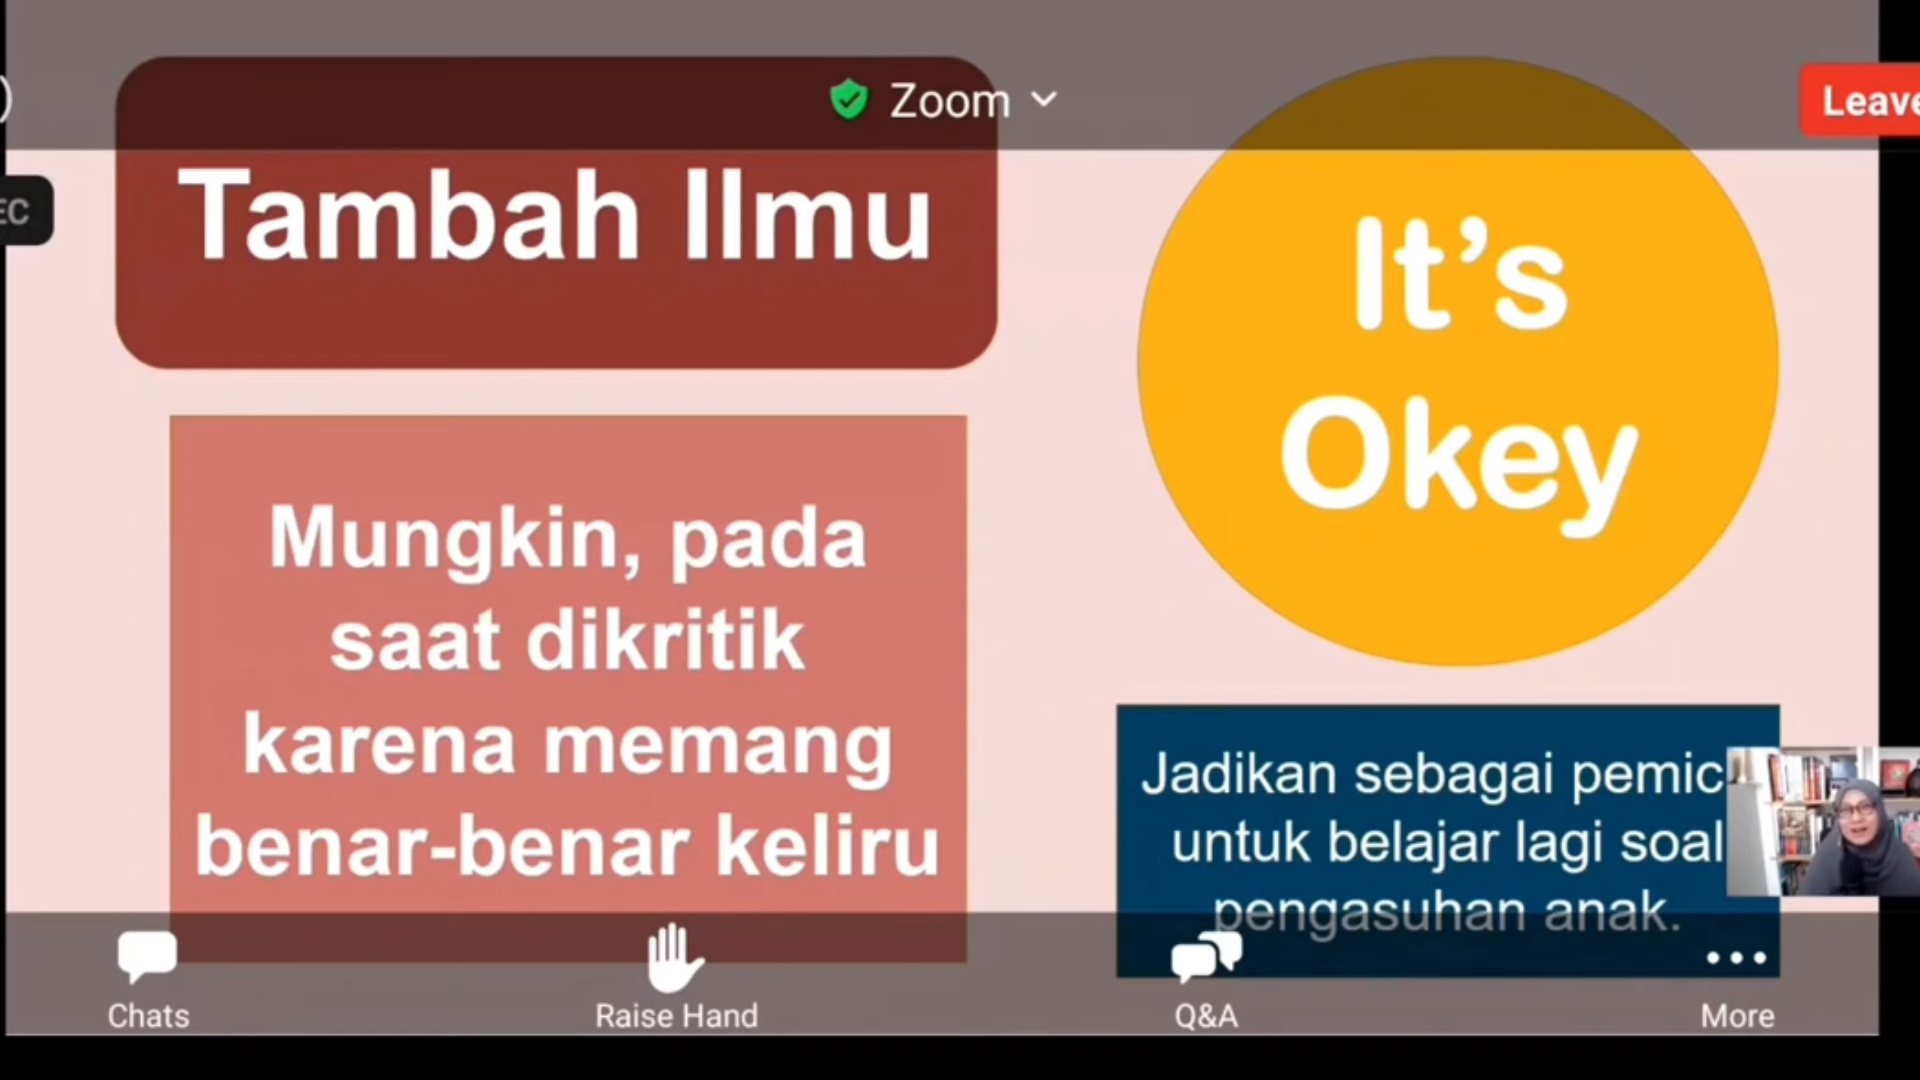 Zoom
Leave
EC
Tambah Ilmu
Mungkin, pada
saat dikritik
karena memang
benar-benar keliru
It's
Okey
Jadikan sebagai pemic
untuk belajar lagi soal
pengasuhan anak.
Chats
Raise Hand
Q&A
More